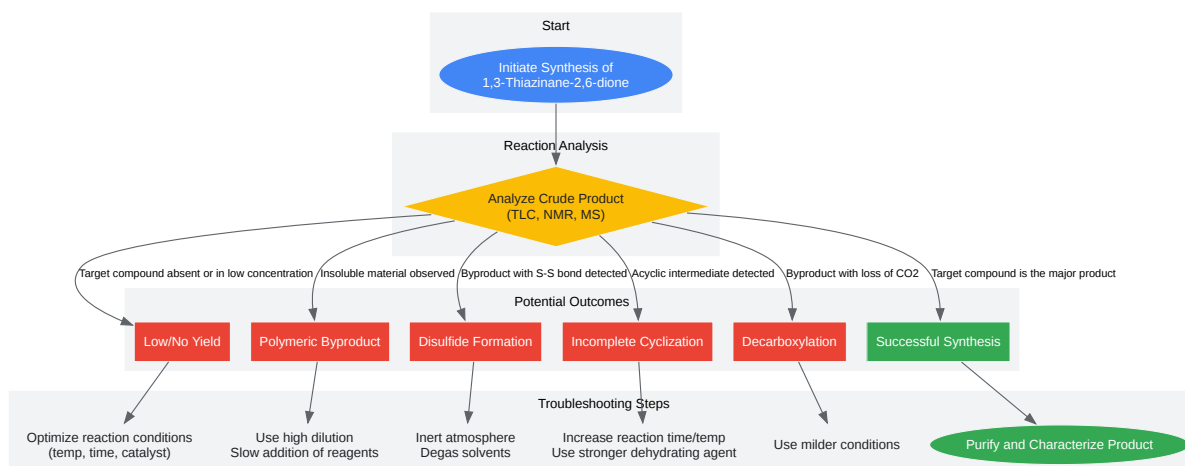 Start
Initiate Synthesis of
1,3-Thiazinane-2,6-dione
Reaction Analysis
Analyze Crude Product
(TLC, NMR, MS)
Target compound absent or in low concentration
Insoluble material observed
Byproduct with S-S bond detected
Acyclic intermediate detected
Byproduct with loss of CO2
Target compound is the major product
Potential Outcomes
Low/No Yield
Polymeric Byproduct
Disulfide Formation
Incomplete Cyclization
Decarboxylation
Successful Synthesis
Troubleshooting Steps
Optimize reaction conditions
(temp, time, catalyst)
Use high dilution
Slow addition of reagents
Inert atmosphere
Degas solvents
Increase reaction time/temp
Use stronger dehydrating agent
Use milder conditions
Purify and Characterize Product